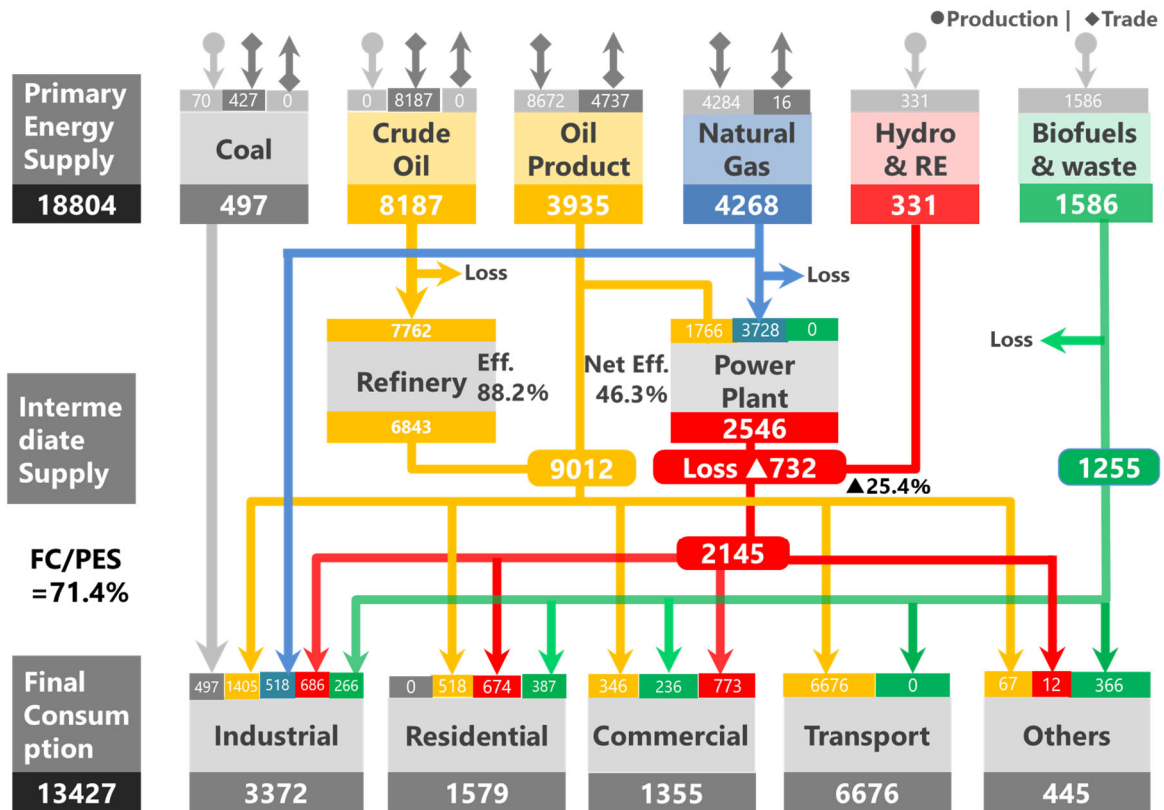 ●Production | ◆Trade
Primary
Energy
Supply
18804
70 427 0
Coal
497
0 8187 0
Crude
Oil
8187
8672 4737
Oil
Product
3935
4284 16
Natural
Gas
4268
331
Hydro
& RE
331
1586
Biofuels
& waste
1586
Loss
Loss
Loss
7762
Refinery
Eff.
88.2%
6843
Net Eff.
46.3%
1766 3728 0
Power
Plant
2546
Interme
diate
Supply
9012
Loss ▲732
▲25.4%
1255
2145
FC/PES
=71.4%
Final
Consum
ption
13427
497 1405 518 686 266
Industrial
3372
0 518 674 387
Residential
1579
346 236 773
Commercial
1355
6676 0
Transport
6676
67 12 366
Others
445